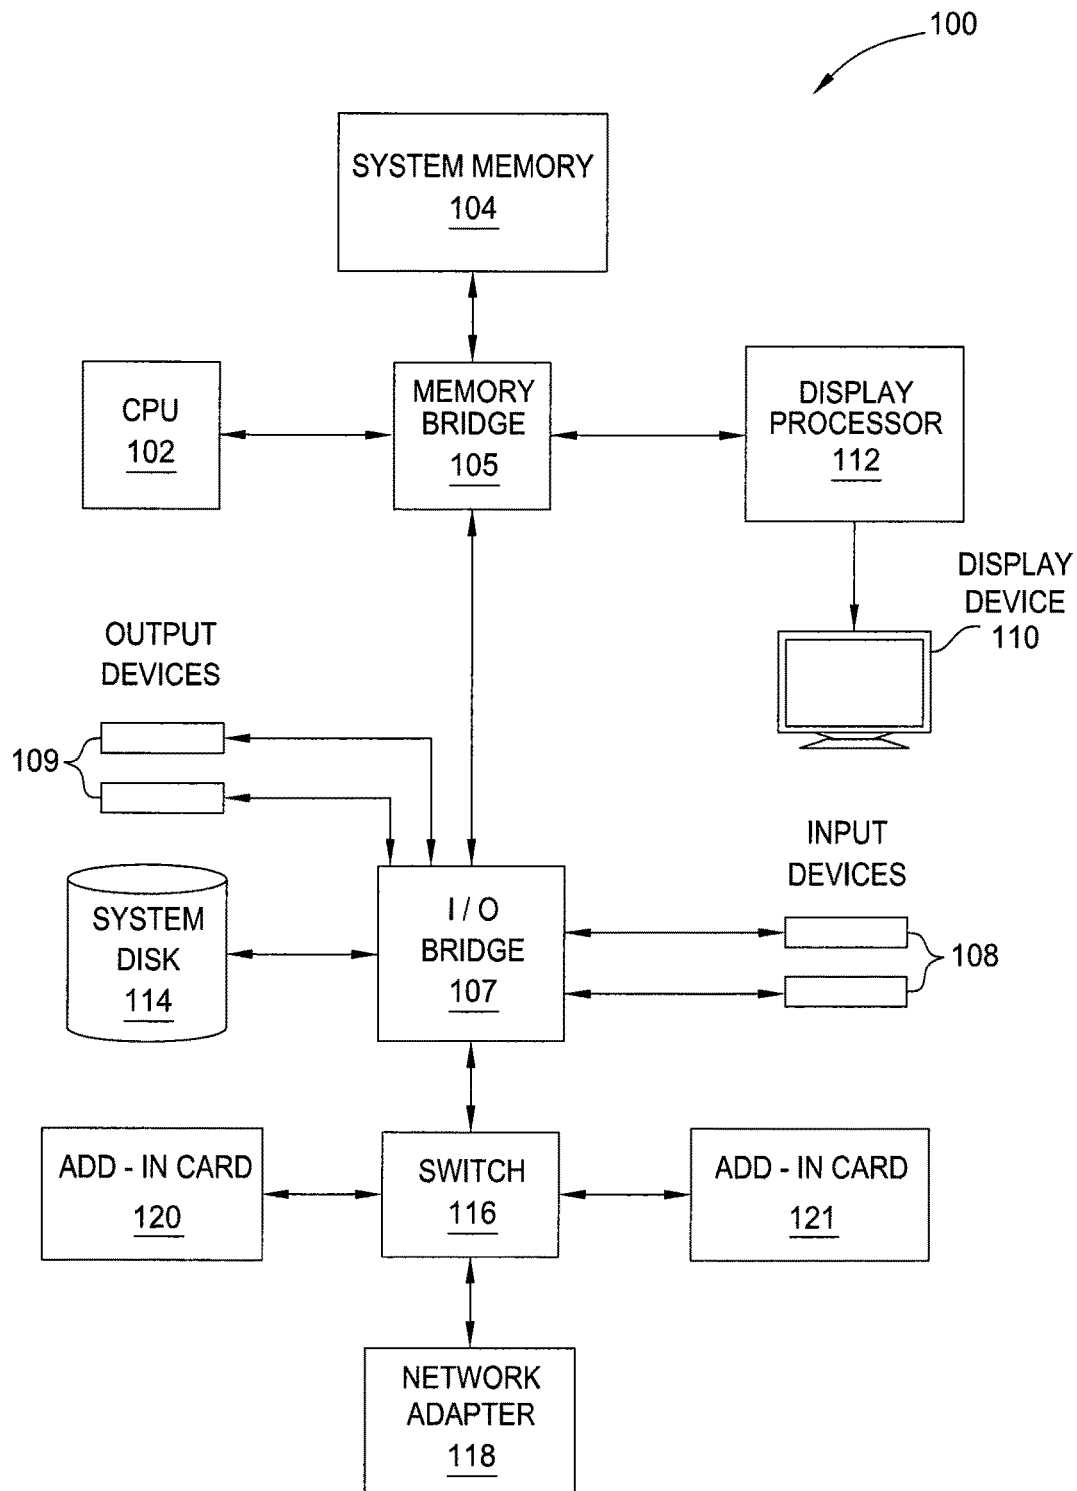 100
SYSTEM MEMORY
104
CPU
102
MEMORY
BRIDGE
105
DISPLAY
PROCESSOR
112
DISPLAY
DEVICE
110
OUTPUT
DEVICES
109
INPUT
DEVICES
108
SYSTEM
DISK
114
I / O
BRIDGE
107
ADD - IN CARD
120
SWITCH
116
ADD - IN CARD
121
NETWORK
ADAPTER
118